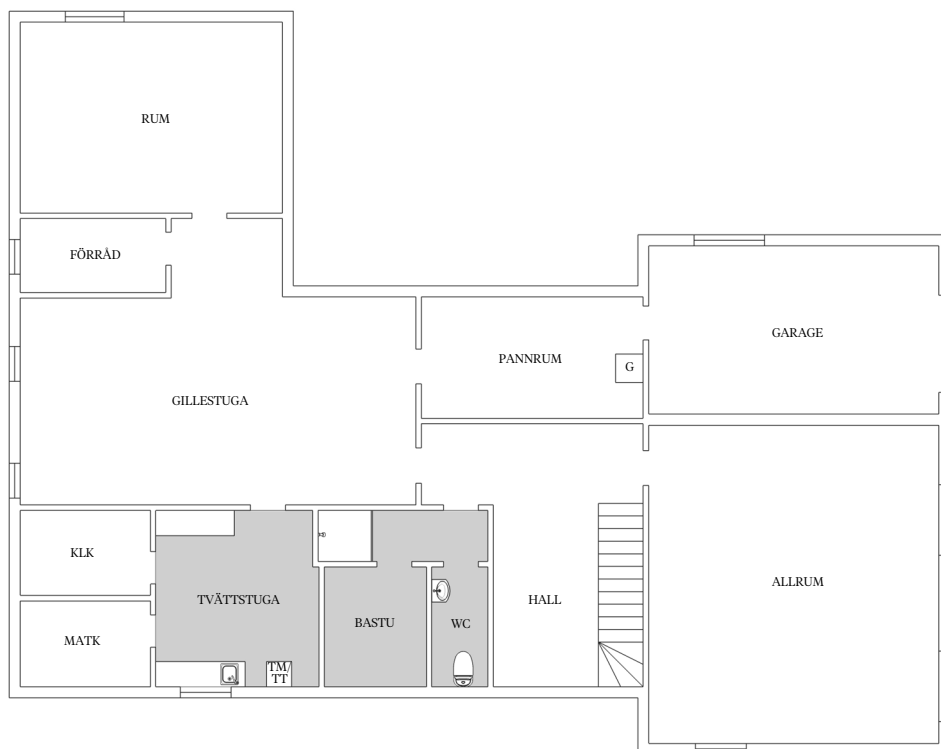 RUM
FÖRRÅD
GARAGE
PANNRUM
G
GILLESTUGA
KLK
TVÄTTSTUGA
HALL
ALLRUM
BASTU
WC
MATK
TM/
TT